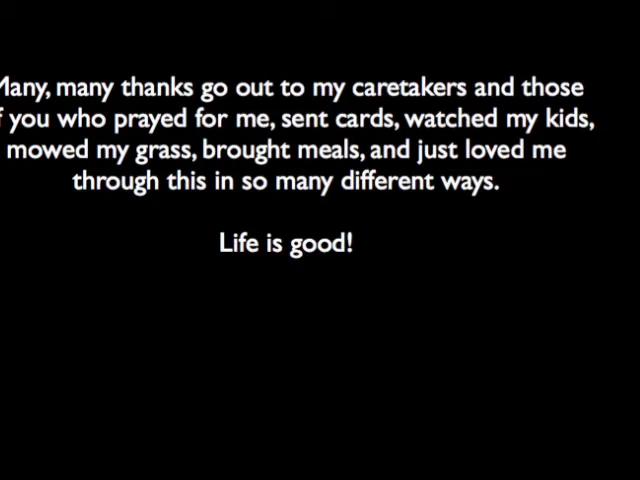 Many, many thanks go out to my caretakers and those
f you who prayed for me, sent cards, watched my kids,
mowed my grass, brought meals, and just loved me
through this in so many different ways.
Life is good!